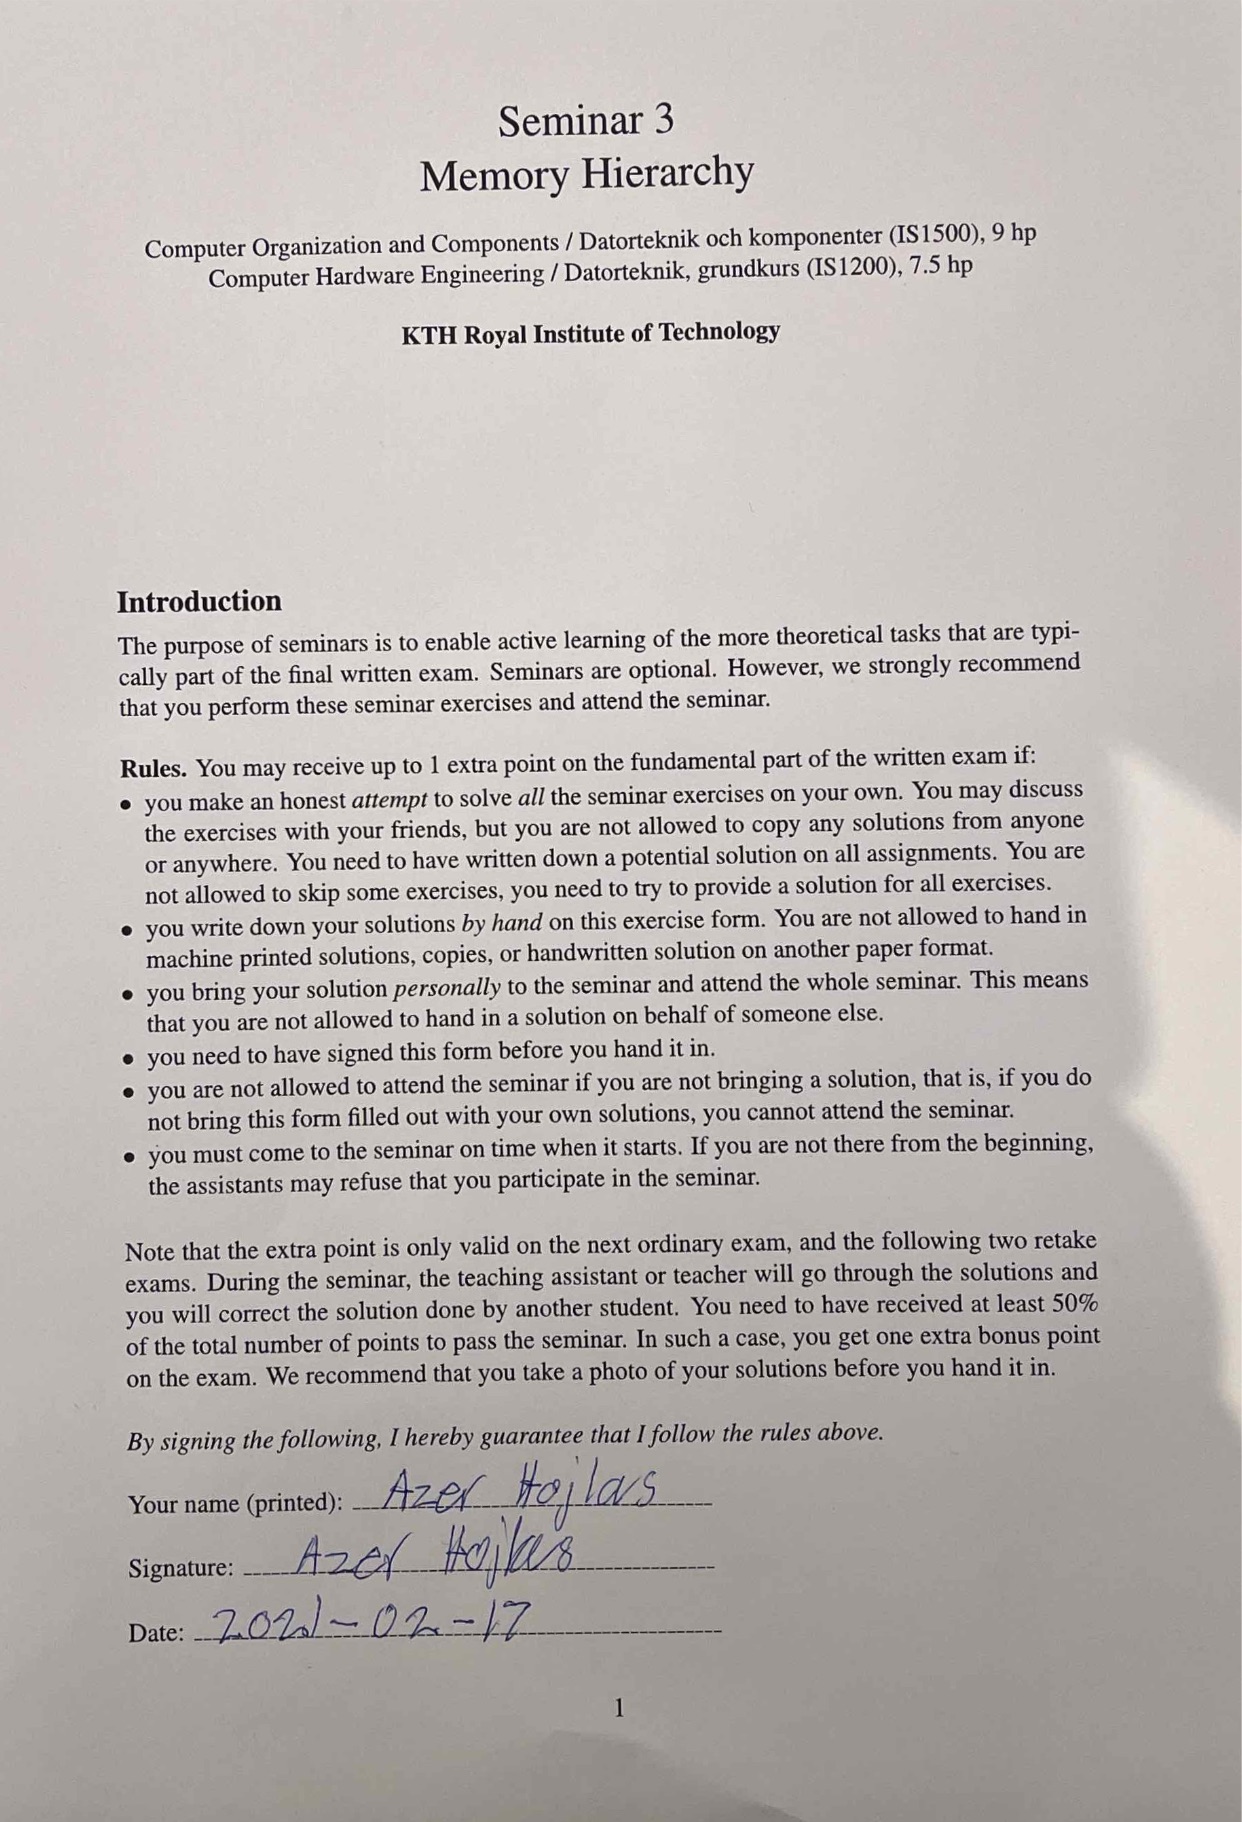 Seminar 3
Memory Hierarchy
Computer Organization and Components / Datorteknik och komponenter (IS1500), 9 hp
Computer Hardware Engineering / Datorteknik, grundkurs (IS1200), 7.5 hp
KTH Royal Institute of Technology
Introduction
The purpose of seminars is to enable active learning of the more theoretical tasks that are typi-
cally part of the final written exam. Seminars are optional. However, we strongly recommend
that you perform these seminar exercises and attend the seminar.
Rules. You may receive up to 1 extra point on the fundamental part of the written exam if:
• you make an honest attempt to solve all the seminar exercises on your own. You may discuss
the exercises with your friends, but you are not allowed to copy any solutions from anyone
or anywhere. You need to have written down a potential solution on all assignments. You are
not allowed to skip some exercises, you need to try to provide a solution for all exercises.
• you write down your solutions by hand on this exercise form. You are not allowed to hand in
machine printed solutions, copies, or handwritten solution on another paper format.
• you bring your solution personally to the seminar and attend the whole seminar. This means
that you are not allowed to hand in a solution on behalf of someone else.
• you need to have signed this form before you hand it in.
• you are not allowed to attend the seminar if you are not bringing a solution, that is, if you do
not bring this form filled out with your own solutions, you cannot attend the seminar.
• you must come to the seminar on time when it starts. If you are not there from the beginning,
the assistants may refuse that you participate in the seminar.
Note that the extra point is only valid on the next ordinary exam, and the following two retake
exams. During the seminar, the teaching assistant or teacher will go through the solutions and
you will correct the solution done by another student. You need to have received at least 50%
of the total number of points to pass the seminar. In such a case, you get one extra bonus point
on the exam. We recommend that you take a photo of your solutions before you hand it in.
By signing the following, I hereby guarantee that I follow the rules above.
Your name (printed): Azer Hojlas
Signature: Azer Hojlas
Date: 2021-02-17
1